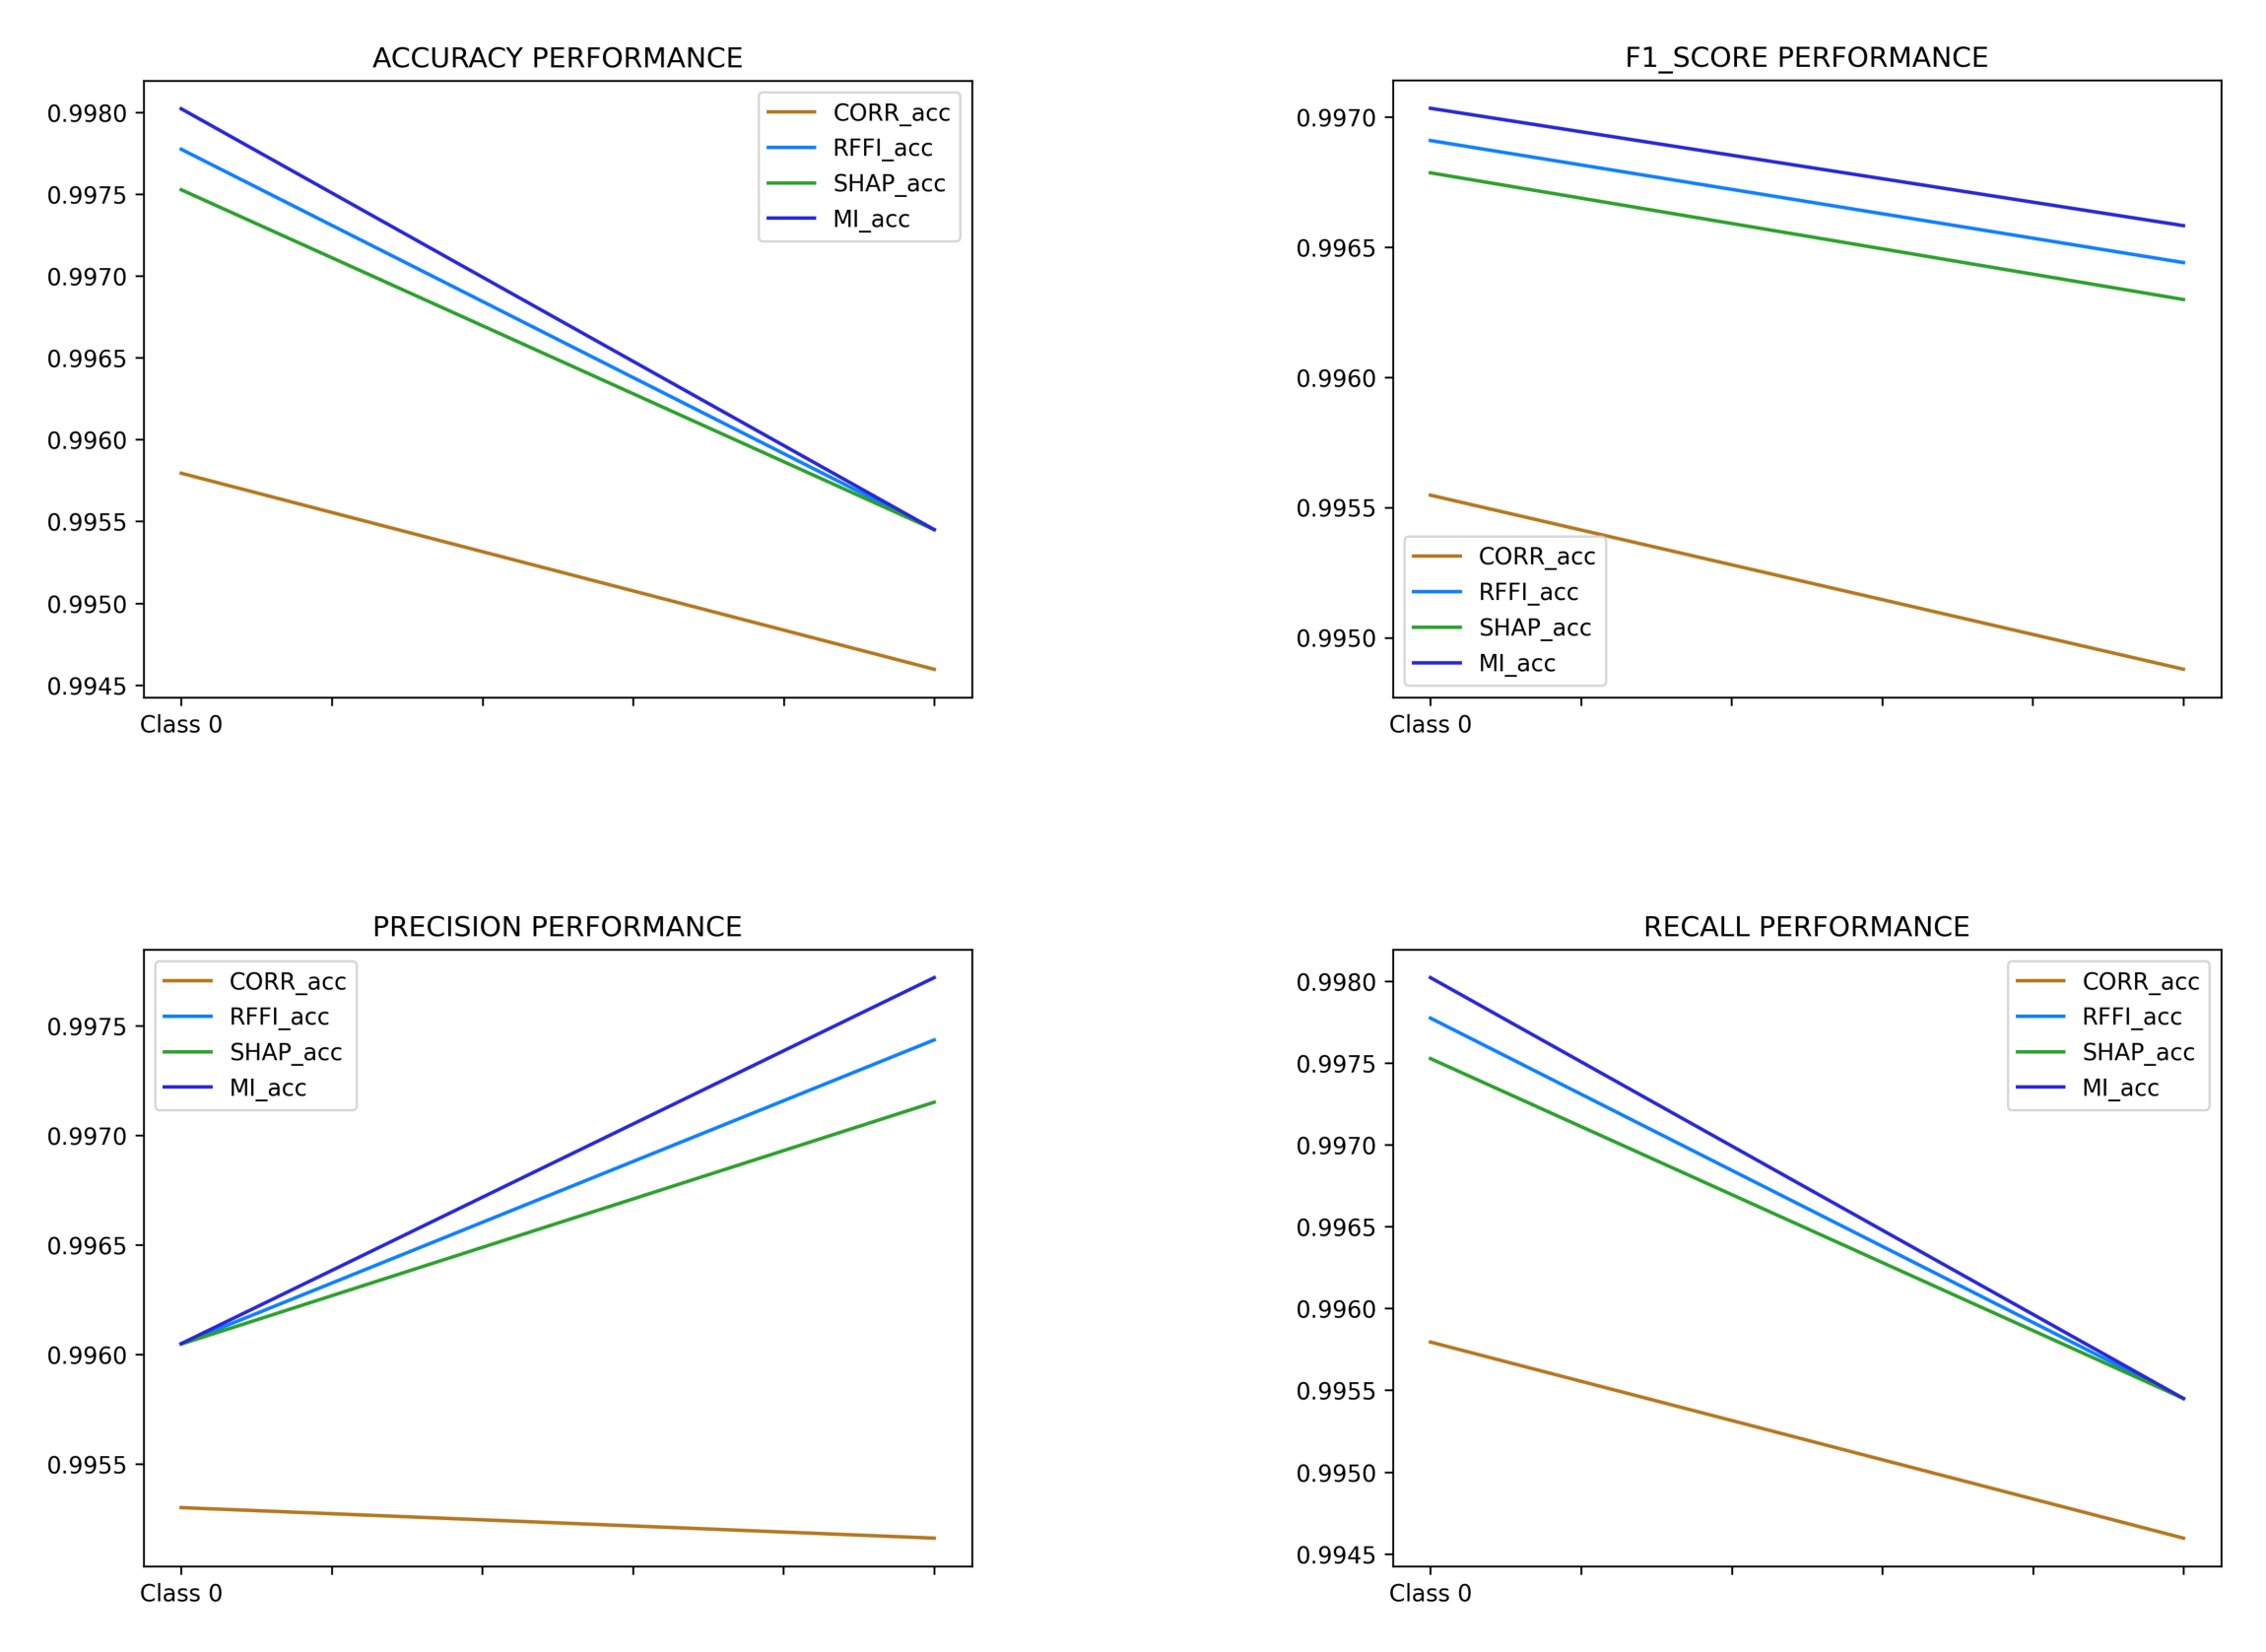 ACCURACY PERFORMANCE
0.9980
0.9975
0.9970
0.9965
0.9960
0.9955
0.9950
0.9945
CORR_acc
RFFI_acc
SHAP_acc
MI_acc
Class 0
F1_SCORE PERFORMANCE
0.9970
0.9965
0.9960
0.9955
0.9950
CORR_acc
RFFI_acc
SHAP_acc
MI_acc
Class 0
PRECISION PERFORMANCE
0.9975
0.9970
0.9965
0.9960
0.9955
CORR_acc
RFFI_acc
SHAP_acc
MI_acc
Class 0
RECALL PERFORMANCE
0.9980
0.9975
0.9970
0.9965
0.9960
0.9955
0.9950
0.9945
CORR_acc
RFFI_acc
SHAP_acc
MI_acc
Class 0